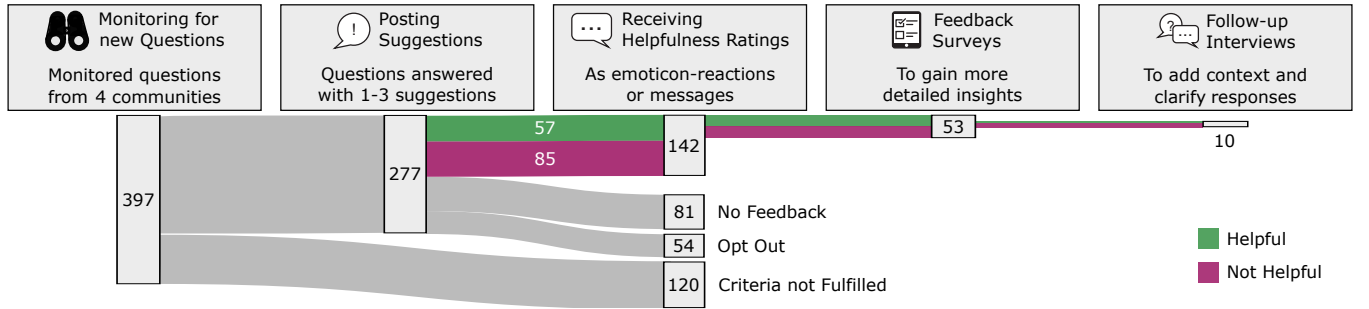 Monitoring for
new Questions
Monitored questions
from 4 communities
!
Posting
Suggestions
Questions answered
with 1-3 suggestions
...
Receiving
Helpfulness Ratings
As emoticon-reactions
or messages
Feedback
Surveys
To gain more
detailed insights
?
...
Follow-up
Interviews
To add context and
clarify responses
397
277
57
85
142
53
10
81 No Feedback
54 Opt Out
120 Criteria not Fulfilled
Helpful
Not Helpful